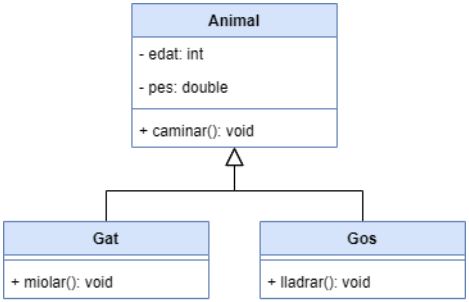 Animal
- edat: int
- pes: double
+ caminar(): void
Gat
+ miolar(): void
Gos
+ lladrar(): void